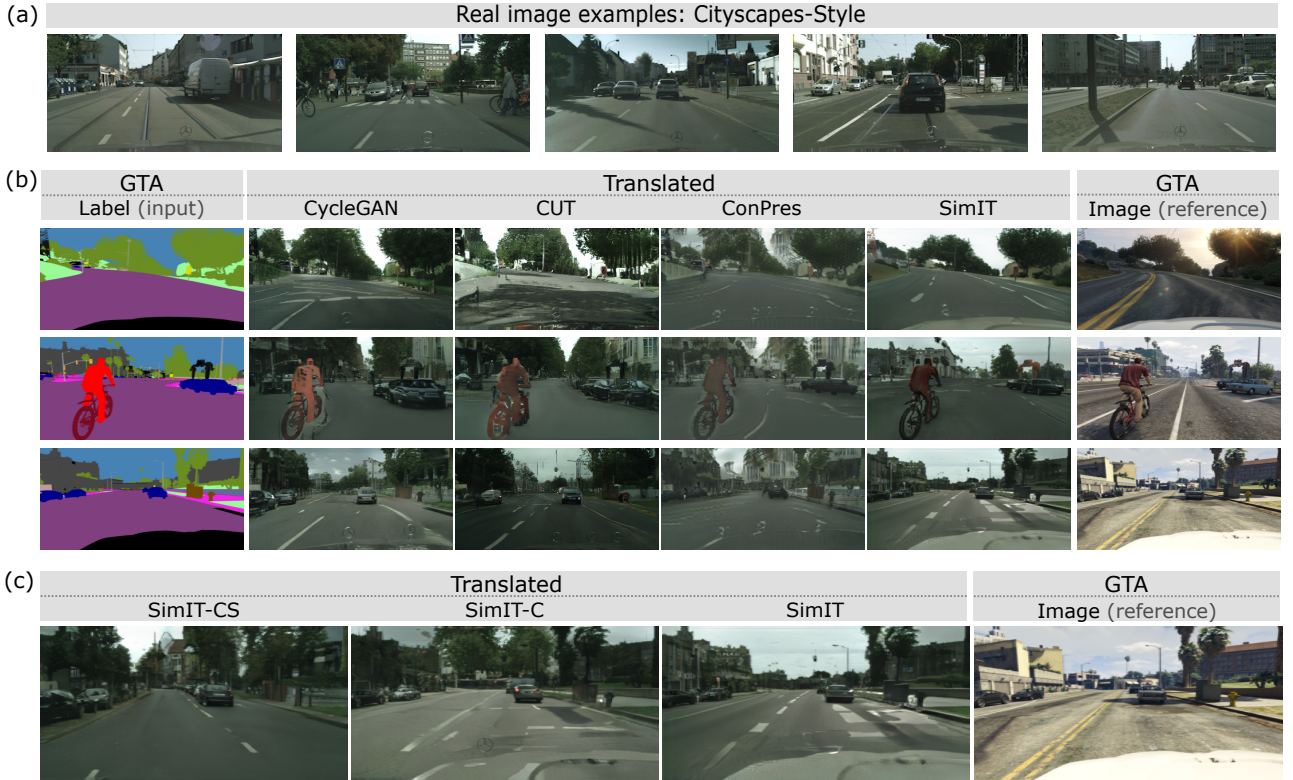 (a)
Real image examples: Cityscapes-Style
(b)
GTA
Translated
GTA
Label (input)
CycleGAN
CUT
ConPres
SimIT
Image (reference)
(c)
Translated
GTA
SimIT-CS
SimIT-C
SimIT
Image (reference)